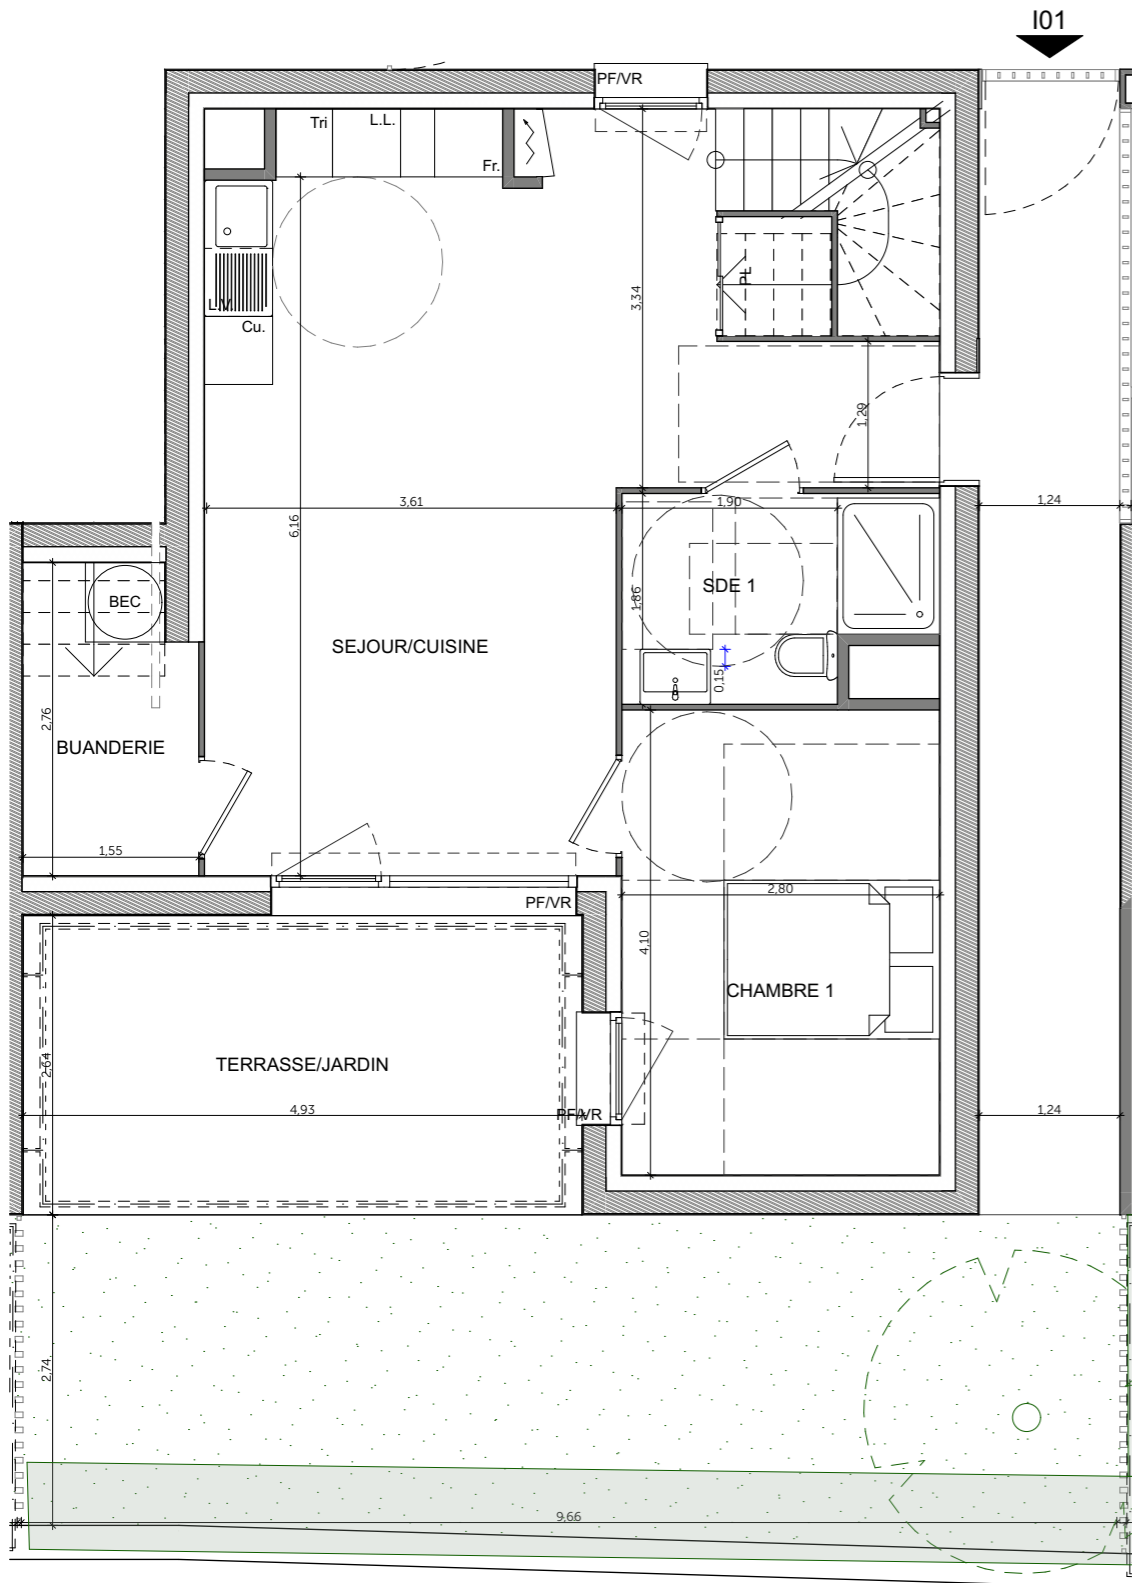 I01
PF/VR
Tri
L.L.
Fr.
L.V.
Cu.
PL
3,34
1,29
3,61
1,90
1,24
6,16
BEC
SDE 1
1,86
SEJOUR/CUISINE
0,15
2,76
BUANDERIE
1,55
2,80
PF/VR
4,10
CHAMBRE 1
TERRASSE/JARDIN
2,64
4,93
PF/VR
1,24
2,74
9,66